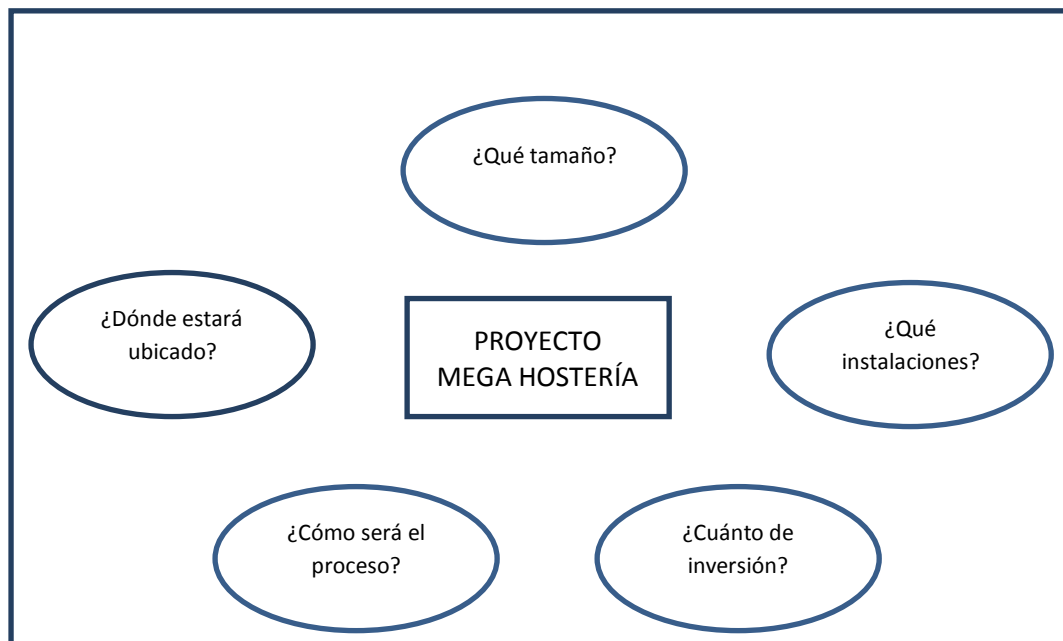 ¿Qué tamaño?
¿Dónde estará
ubicado?
PROYECTO
MEGA HOSTERÍA
¿Qué
instalaciones?
¿Cómo será el
proceso?
¿Cuánto de
inversión?